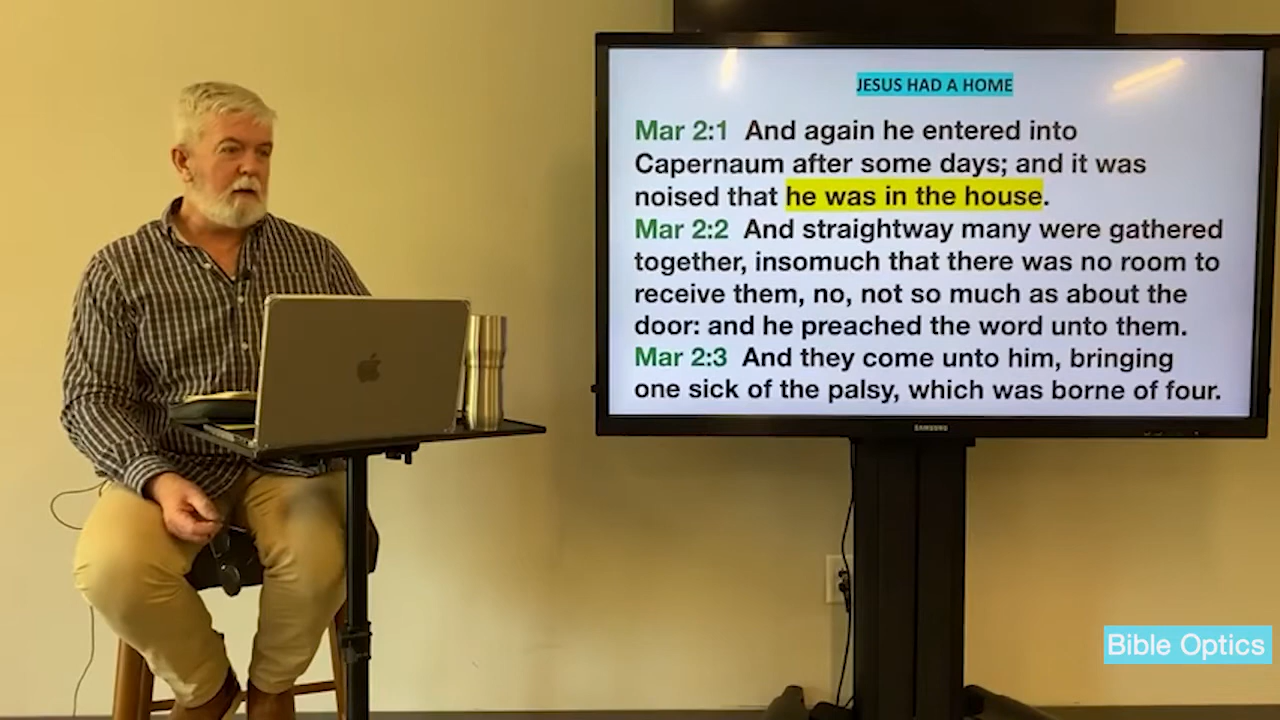 JESUS HAD A HOME
Mar 2:1 And again he entered into
Capernaum after some days; and it was
noised that he was in the house.
Mar 2:2 And straightway many were gathered
together, insomuch that there was no room to
receive them, no, not so much as about the
door: and he preached the word unto them.
Mar 2:3 And they come unto him, bringing
one sick of the palsy, which was borne of four.
SAMSUNG
Bible Optics